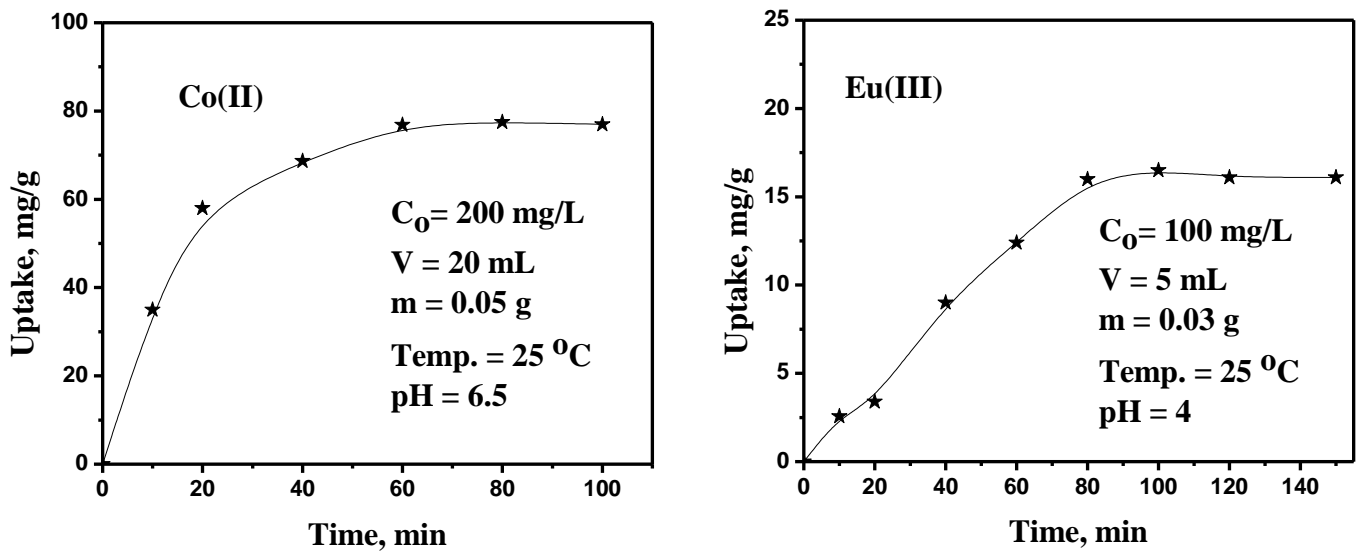 100
80
60
40
20
0
Uptake, mg/g
Co(II)
Co= 200 mg/L
V = 20 mL
m = 0.05 g
Temp. = 25 oC
pH = 6.5
0 20 40 60 80 100
Time, min
25
20
15
10
5
0
Uptake, mg/g
Eu(III)
Co= 100 mg/L
V = 5 mL
m = 0.03 g
Temp. = 25 oC
pH = 4
0 20 40 60 80 100 120 140
Time, min